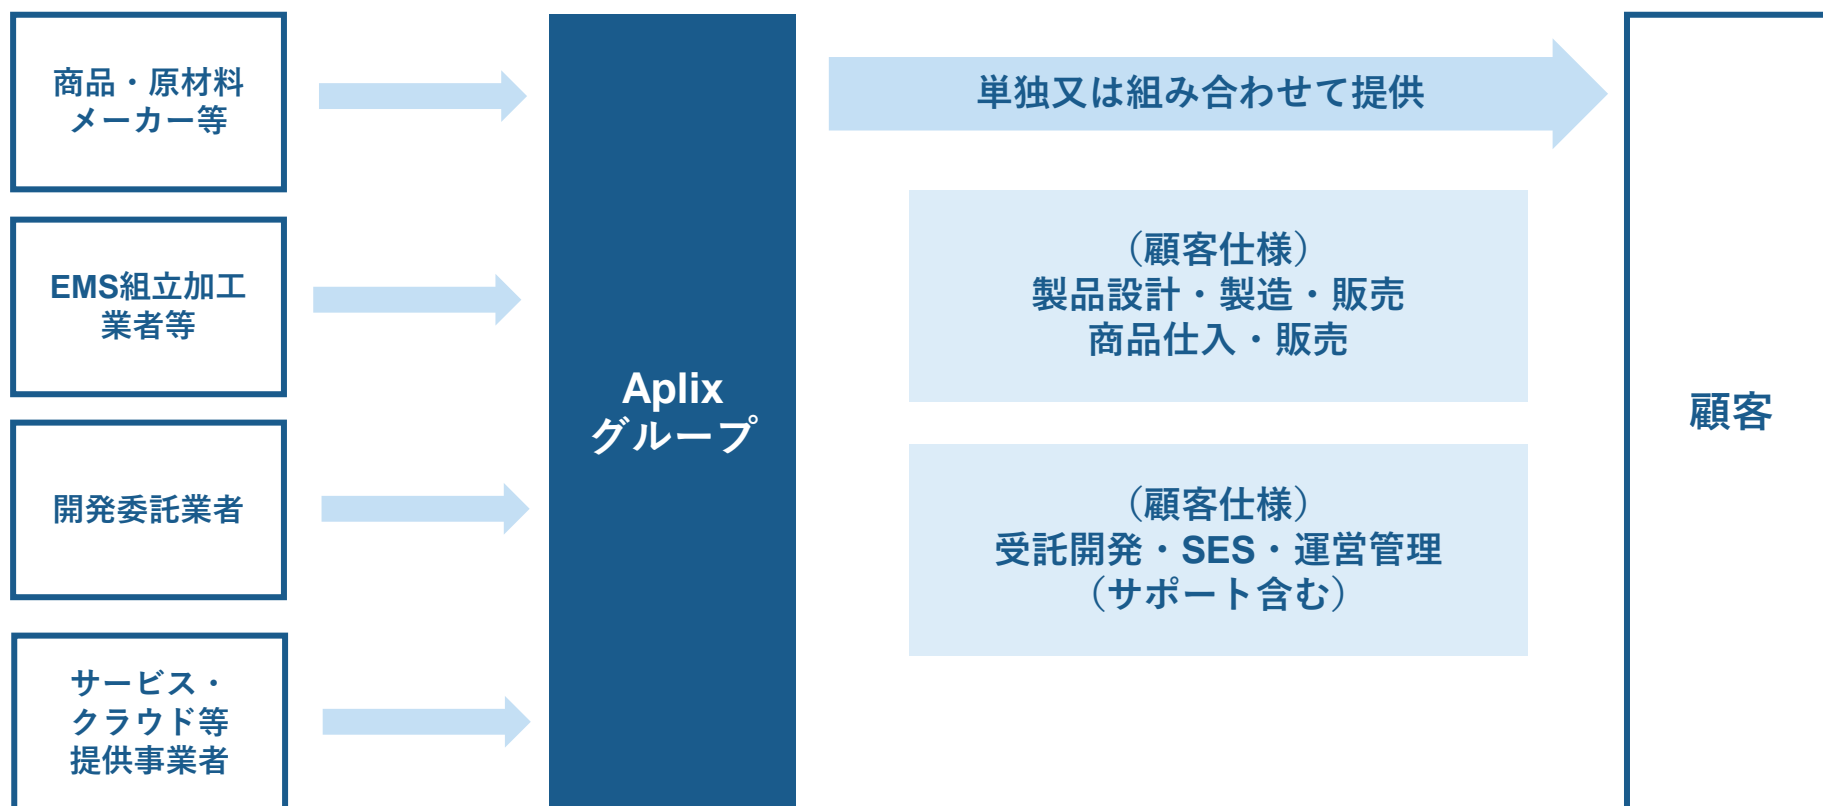 商品・原材料
メーカー等
EMS組立加工
業者等
開発委託業者
サービス・
クラウド等
提供事業者
Aplix
グループ
単独又は組み合わせて提供
（顧客仕様）
製品設計・製造・販売
商品仕入・販売
（顧客仕様）
受託開発・SES・運営管理
（サポート含む）
顧客